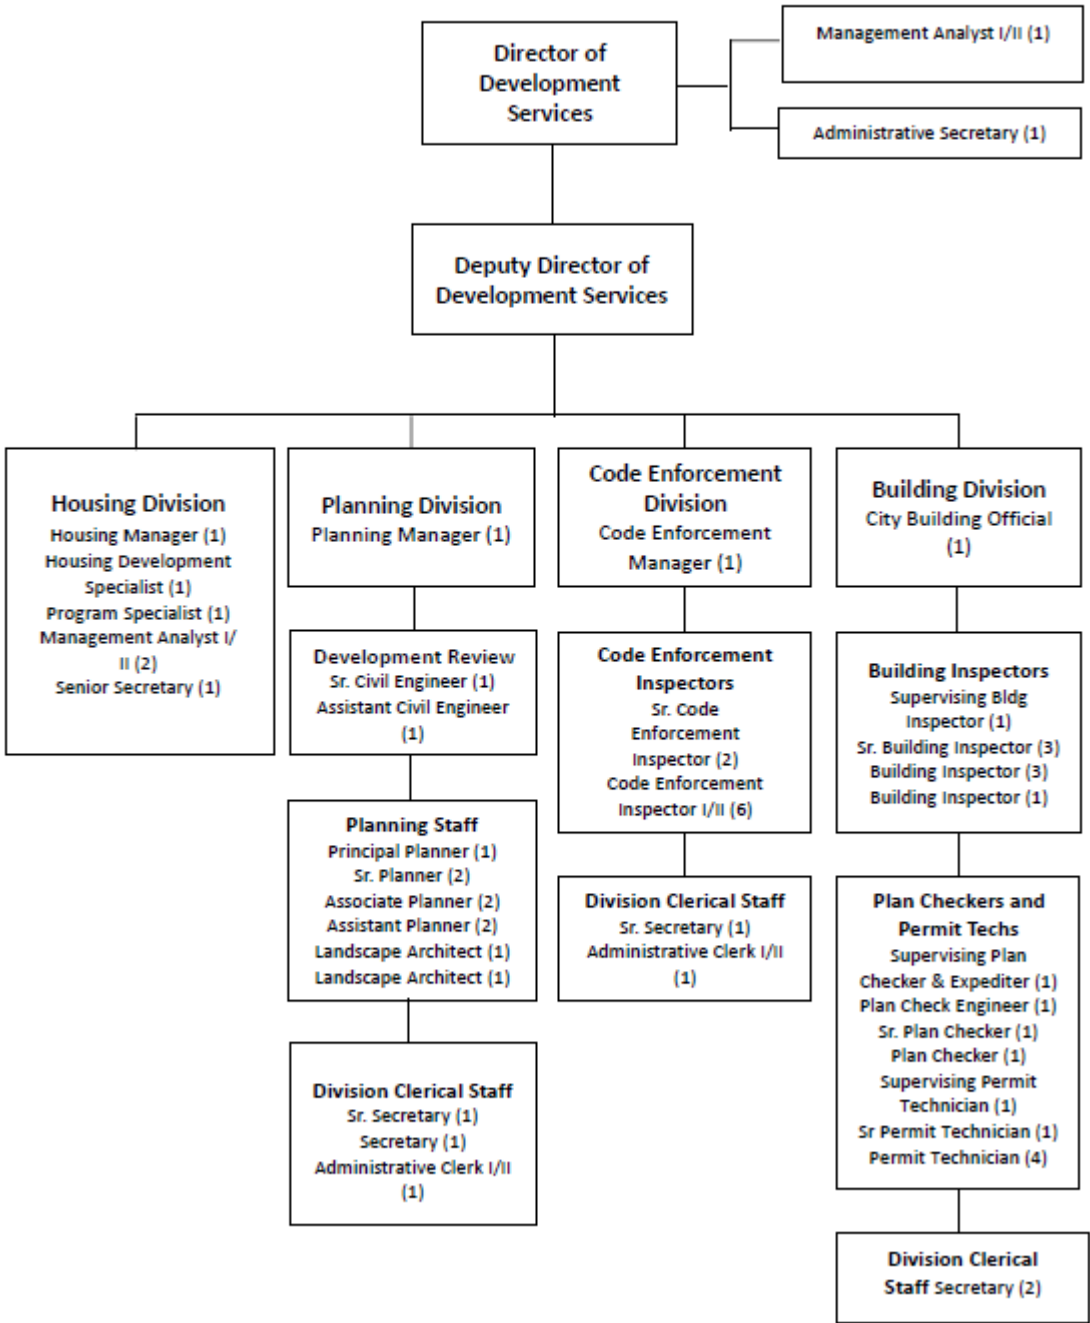 Director of
Development
Services
Management Analyst I/II (1)
Administrative Secretary (1)
Deputy Director of
Development Services
Housing Division
Housing Manager (1)
Housing Development
Specialist (1)
Program Specialist (1)
Management Analyst I/
II (2)
Senior Secretary (1)
Planning Division
Planning Manager (1)
Development Review
Sr. Civil Engineer (1)
Assistant Civil Engineer
(1)
Planning Staff
Principal Planner (1)
Sr. Planner (2)
Associate Planner (2)
Assistant Planner (2)
Landscape Architect (1)
Landscape Architect (1)
Division Clerical Staff
Sr. Secretary (1)
Secretary (1)
Administrative Clerk I/II
(1)
Code Enforcement
Division
Code Enforcement
Manager (1)
Code Enforcement
Inspectors
Sr. Code
Enforcement
Inspector (2)
Code Enforcement
Inspector I/II (6)
Division Clerical Staff
Sr. Secretary (1)
Administrative Clerk I/II
(1)
Building Division
City Building Official
(1)
Building Inspectors
Supervising Bldg
Inspector (1)
Sr. Building Inspector (3)
Building Inspector (3)
Building Inspector (1)
Plan Checkers and
Permit Techs
Supervising Plan
Checker & Expediter (1)
Plan Check Engineer (1)
Sr. Plan Checker (1)
Plan Checker (1)
Supervising Permit
Technician (1)
Sr Permit Technician (1)
Permit Technician (4)
Division Clerical
Staff Secretary (2)